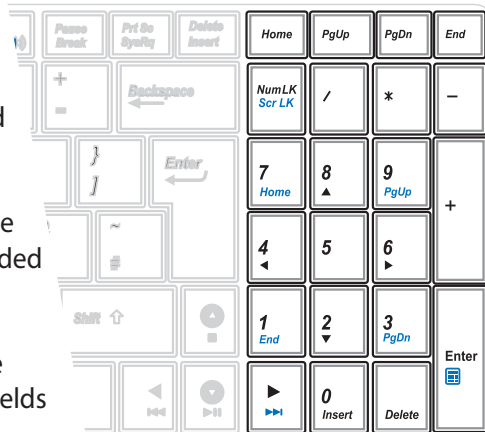 Pause Prt Sc Delete Home PgUp PgDn End
Break SysRq Insert
+ Backspace NumLK / * −
= Scr LK
d
} Enter 7 8 9 +
] Home ▲ PgUp
e ~ 4 5 6
ded # ◀ ▶
Shift 1 2 3
End ▼ PgDn
e Enter
elds 0
Insert Delete